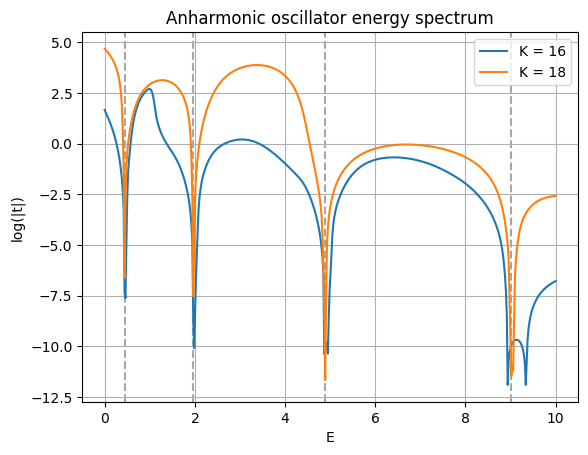 Anharmonic oscillator energy spectrum
K = 16
K = 18
log(|t|)
5.0
2.5
0.0
−2.5
−5.0
−7.5
−10.0
−12.5
0
2
4
6
8
10
E